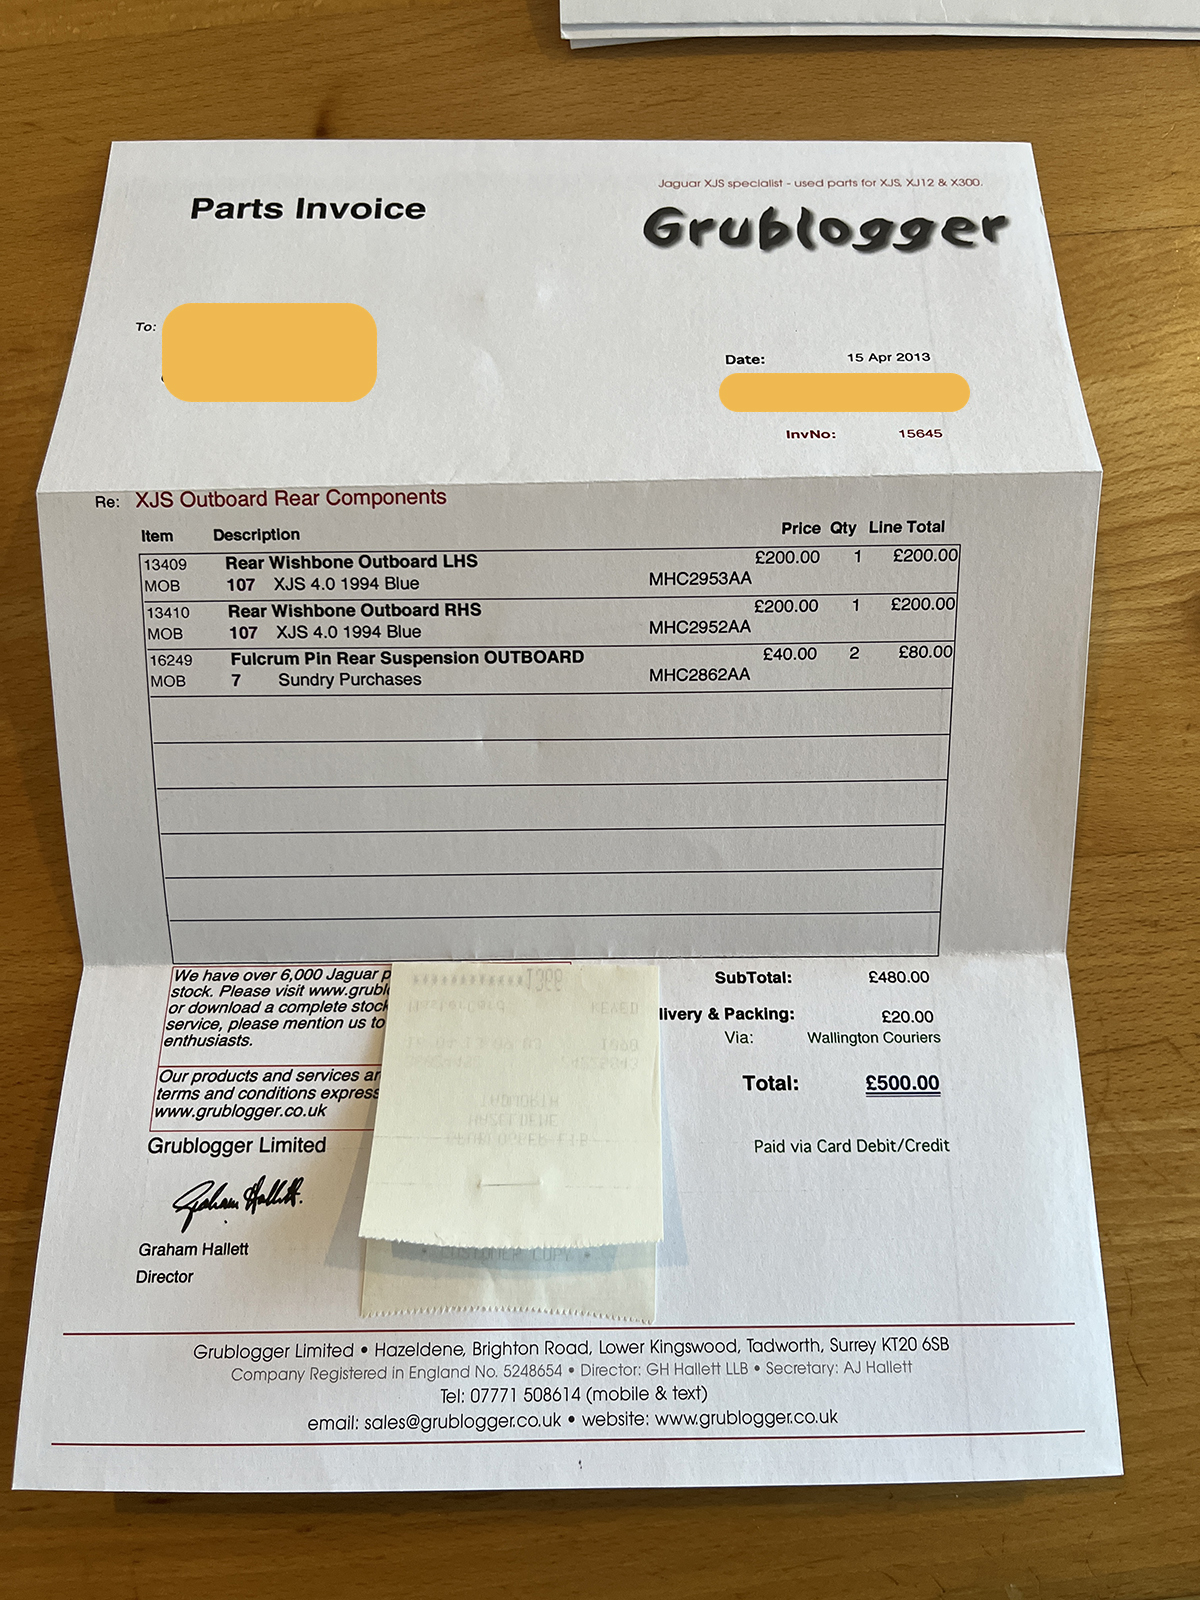 Jaguar XJS specialist - used parts for XJS, XJ12 & X300.
Parts Invoice
Grublogger
To:
Date: 15 Apr 2013
InvNo: 15645
Re: XJS Outboard Rear Components
Item Description Price Qty Line Total
13409 Rear Wishbone Outboard LHS £200.00 1 £200.00
MOB 107 XJS 4.0 1994 Blue MHC2953AA
13410 Rear Wishbone Outboard RHS £200.00 1 £200.00
MOB 107 XJS 4.0 1994 Blue MHC2952AA
16249 Fulcrum Pin Rear Suspension OUTBOARD £40.00 2 £80.00
MOB 7 Sundry Purchases MHC2862AA
We have over 6,000 Jaguar p
stock. Please visit www.grubl
or download a complete stock
service, please mention us to
enthusiasts.
Our products and services ar
terms and conditions express
www.grublogger.co.uk
SubTotal: £480.00
livery & Packing: £20.00
Via: Wallington Couriers
Total: £500.00
Paid via Card Debit/Credit
Grublogger Limited
Graham Hallett.
Graham Hallett
Director
1366
MasterCard KEYED
TADWORTH
HAZELDENE
* CUSTOMER COPY *
Grublogger Limited • Hazeldene, Brighton Road, Lower Kingswood, Tadworth, Surrey KT20 6SB
Company Registered in England No. 5248654 • Director: GH Hallett LLB • Secretary: AJ Hallett
Tel: 07771 508614 (mobile & text)
email: sales@grublogger.co.uk • website: www.grublogger.co.uk